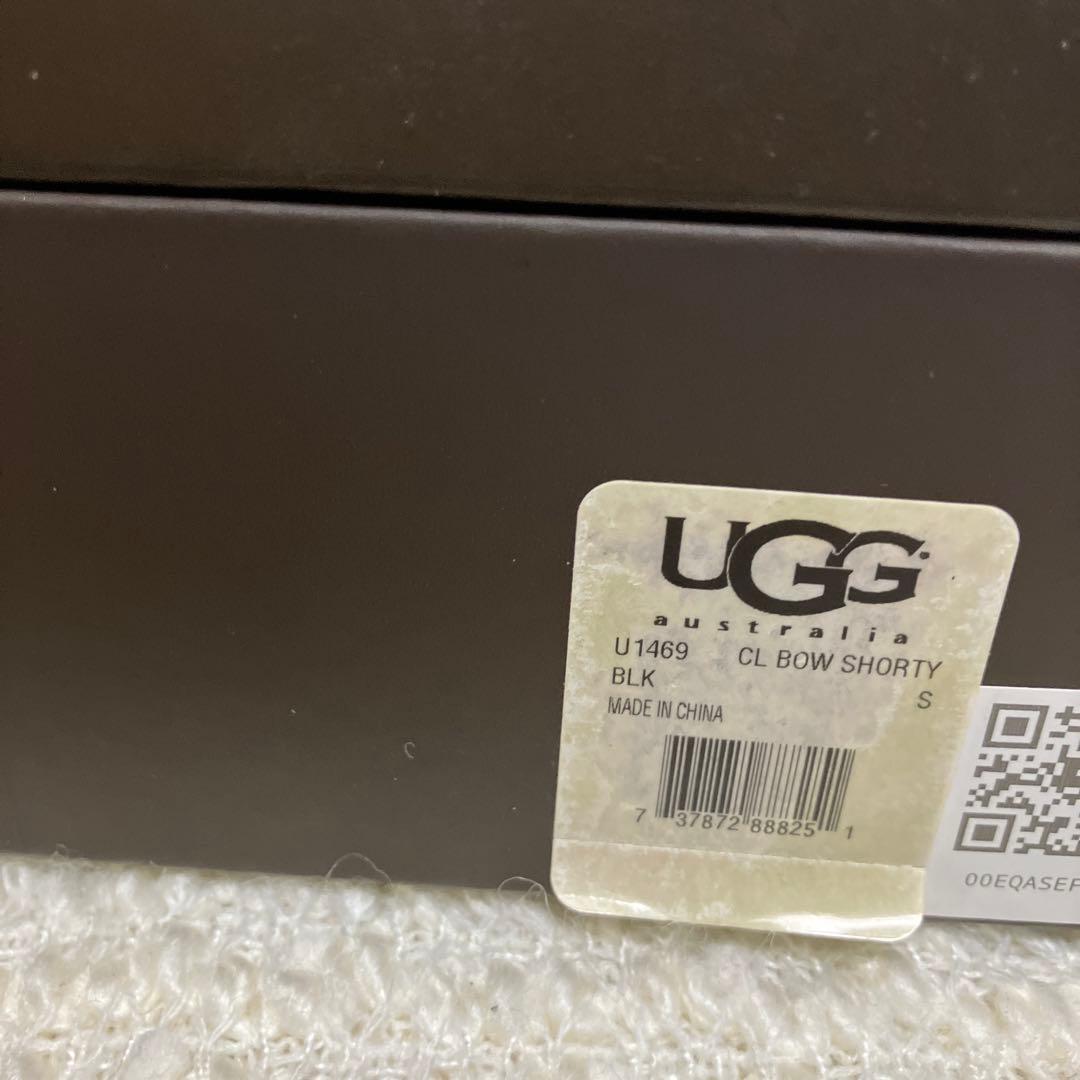 UGG
australia
U1469 CL BOW SHORTY
BLK S
MADE IN CHINA
7 37872 88825 1
00EQASEF